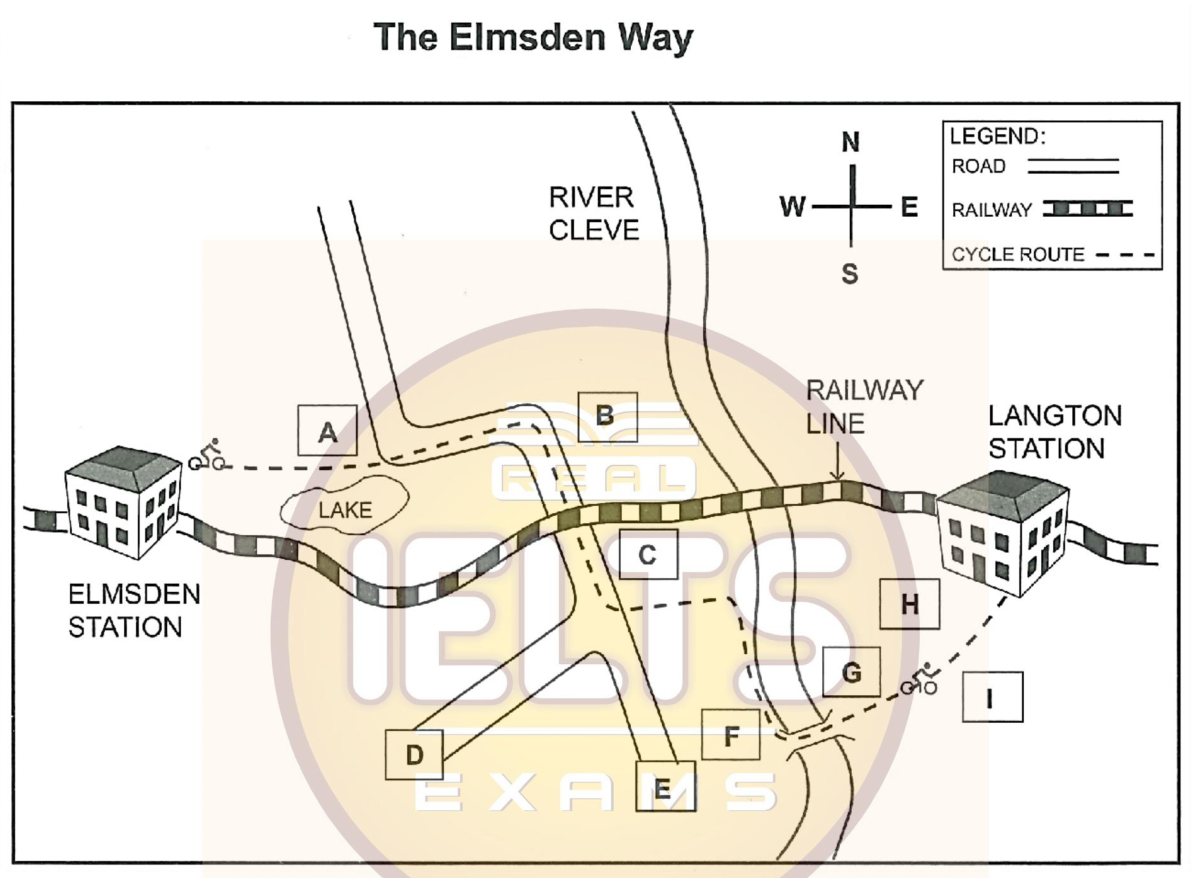 The Elmsden Way
N
W
E
S
LEGEND:
ROAD
RAILWAY
CYCLE ROUTE
RIVER
CLEVE
RAILWAY
LINE
LANGTON
STATION
A
B
LAKE
REAL
C
IELTS
ELMSDEN
STATION
H
G
I
F
D
E
EXAMS